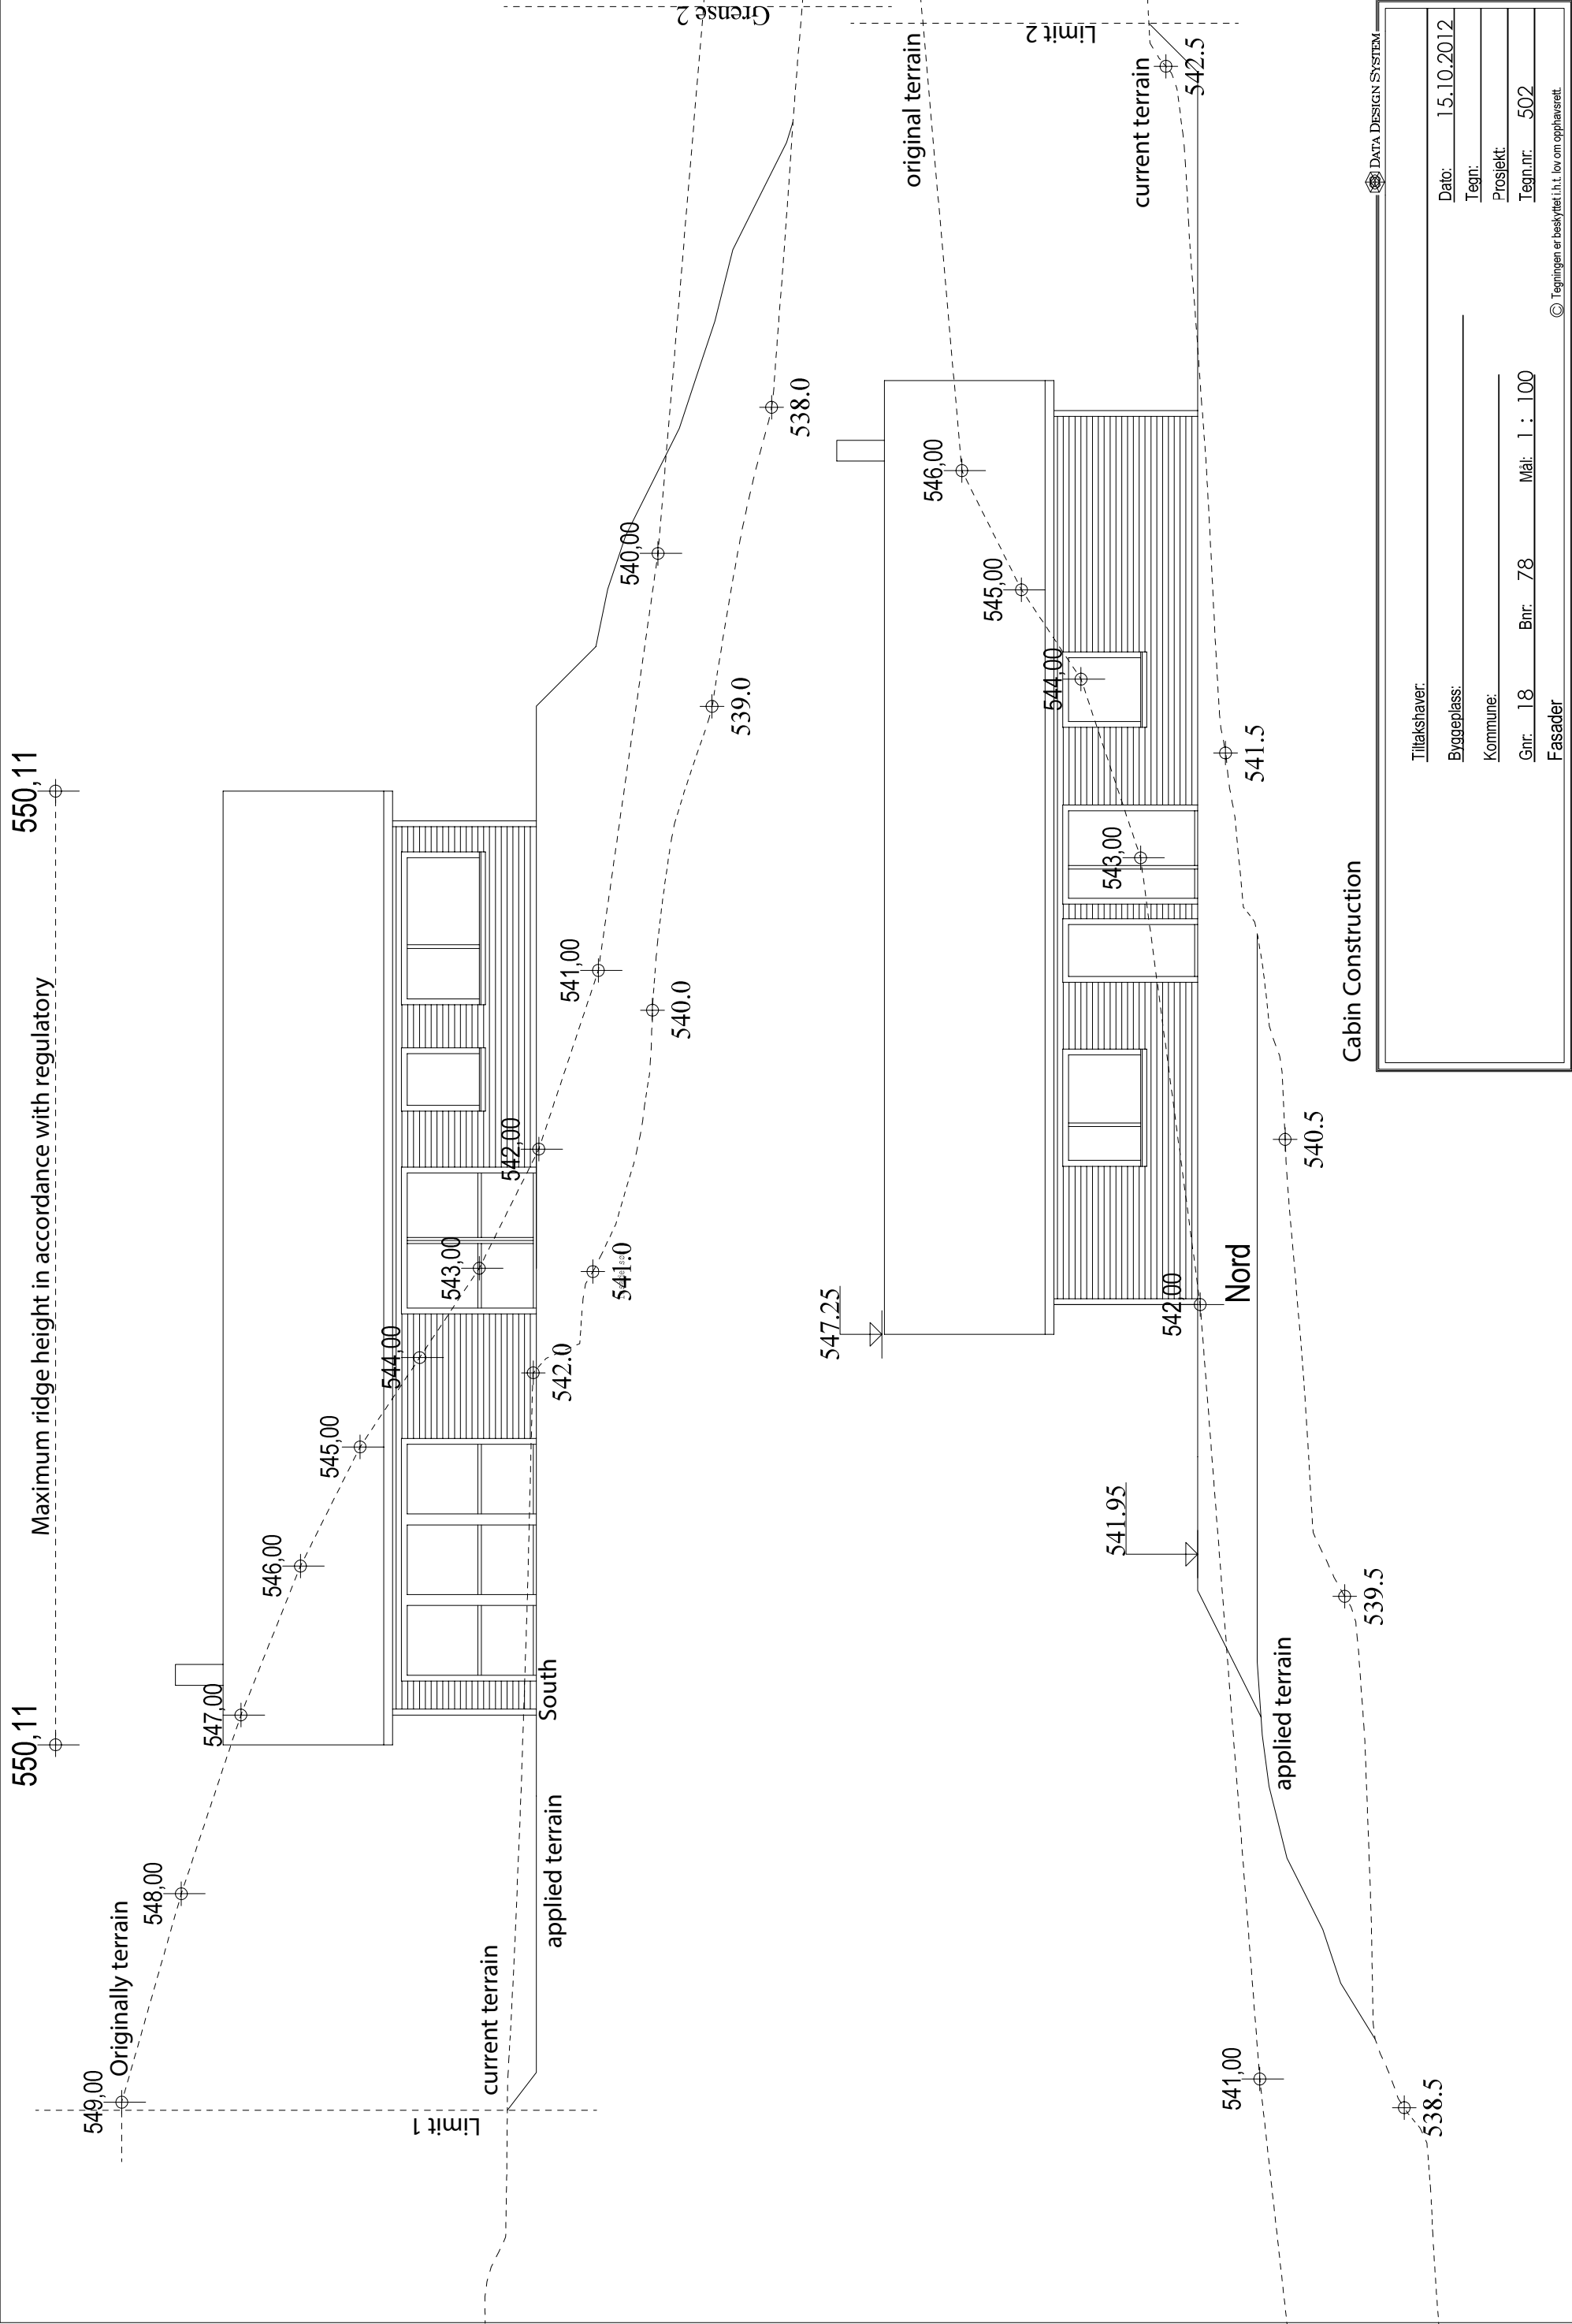 550,11
Maximum ridge height in accordance with regulatory
550,11
549,00
Originally terrain
548,00
547,00
546,00
545,00
544,00
543,00
542,00
541,00
540,00
Limit 1
current terrain
applied terrain
South
542.0
541.0
540.0
539.0
538.0
Grense 2
547.25
546,00
545,00
544,00
543,00
542,00
541,00
original terrain
Limit 2
current terrain
542.5
541.95
Nord
541.5
540.5
539.5
538.5
applied terrain
Cabin Construction
DATA DESIGN SYSTEM
Tiltakshaver:
Byggeplass:
Kommune:
Gnr: 18 Bnr: 78 Mål: 1 : 100
Fasader
Dato: 15.10.2012
Tegn:
Prosjekt:
Tegn.nr: 502
© Tegningen er beskyttet i.h.t. lov om opphavsrett.